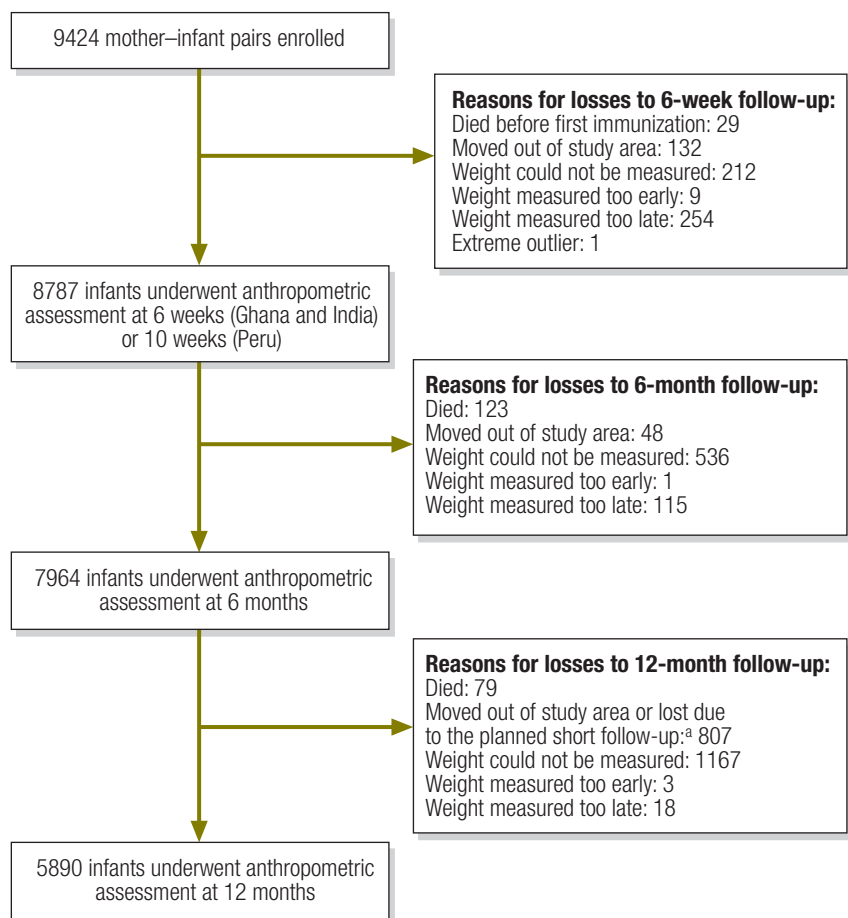 9424 mother–infant pairs enrolled
Reasons for losses to 6-week follow-up:
Died before first immunization: 29
Moved out of study area: 132
Weight could not be measured: 212
Weight measured too early: 9
Weight measured too late: 254
Extreme outlier: 1
8787 infants underwent anthropometric
assessment at 6 weeks (Ghana and India)
or 10 weeks (Peru)
Reasons for losses to 6-month follow-up:
Died: 123
Moved out of study area: 48
Weight could not be measured: 536
Weight measured too early: 1
Weight measured too late: 115
7964 infants underwent anthropometric
assessment at 6 months
Reasons for losses to 12-month follow-up:
Died: 79
Moved out of study area or lost due
to the planned short follow-up:ª 807
Weight could not be measured: 1167
Weight measured too early: 3
Weight measured too late: 18
5890 infants underwent anthropometric
assessment at 12 months